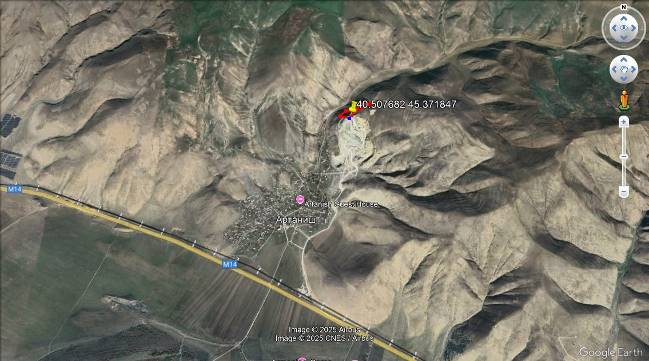 N
40.507682 45.371847
M14
Artanish Guest House
Артаниш
M14
Image © 2025 Airbus
Image © 2025 CNES / Airbus
Google Earth